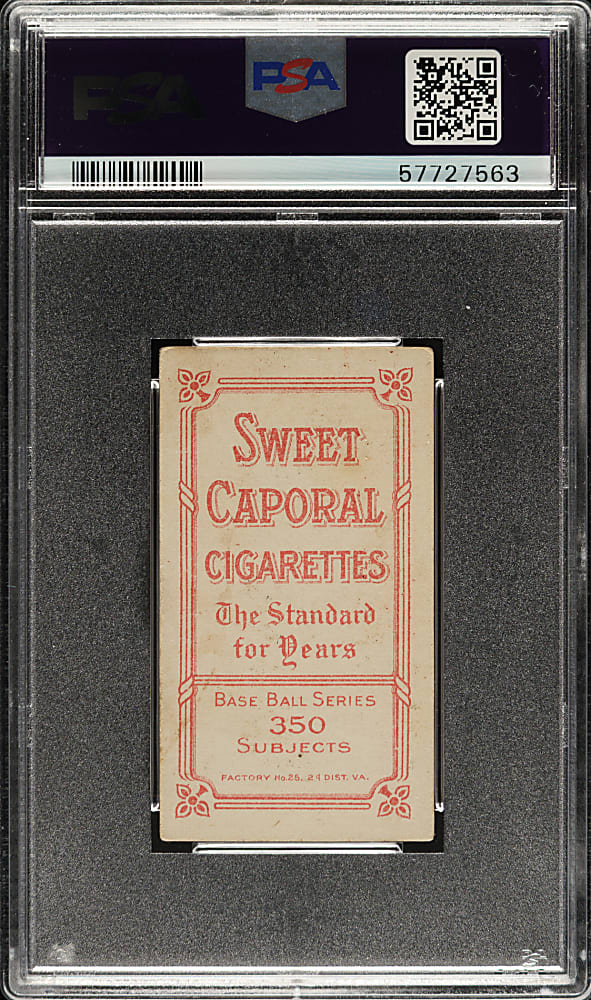 PSA
PSA
57727563
SWEET
CAPORAL
CIGARETTES
The Standard
for Years
BASE BALL SERIES
350
SUBJECTS
FACTORY No. 25, 2d DIST. VA.